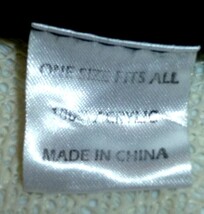 ONE SIZE FITS ALL
100% ACRYLIC
MADE IN CHINA